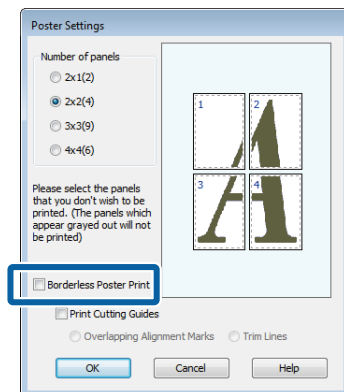 Poster Settings
Number of panels
2x1(2)
2x2(4)
3x3(9)
4x4(6)
Please select the panels
that you don't wish to be
printed. (The panels which
appear grayed out will not
be printed)
1
2
3
4
Borderless Poster Print
Print Cutting Guides
Overlapping Alignment Marks
Trim Lines
OK
Cancel
Help